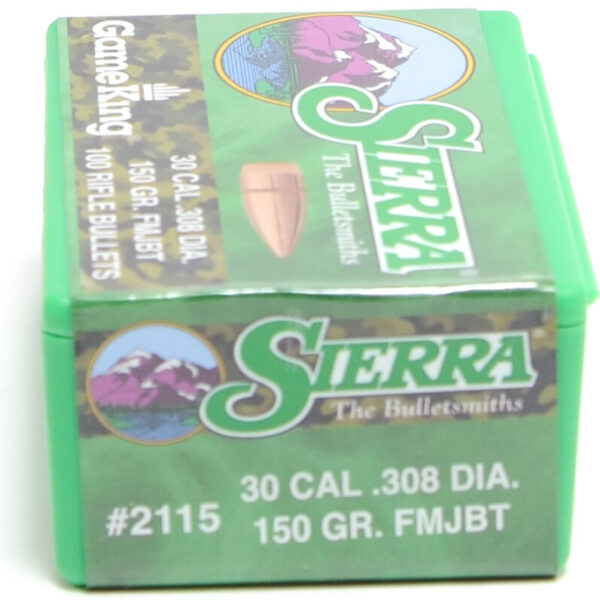 SIERRA®
The Bulletsmiths
GameKing
30 CAL .308 DIA.
150 GR. FMJBT
100 RIFLE BULLETS
SIERRA®
The Bulletsmiths
#2115
30 CAL .308 DIA.
150 GR. FMJBT